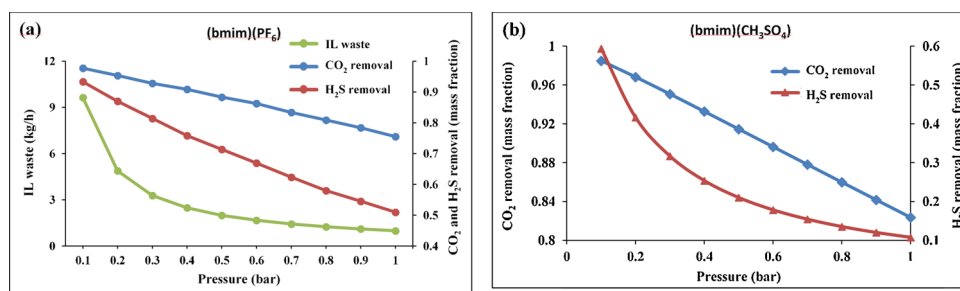 (a)
(bmim)(PF6)
IL waste
CO2 removal
H2S removal
IL waste (kg/h)
12
9
6
3
0
CO2 and H2S removal (mass fraction)
1
0.9
0.8
0.7
0.6
0.5
0.4
0.1 0.2 0.3 0.4 0.5 0.6 0.7 0.8 0.9 1
Pressure (bar)
(b)
(bmim)(CH3SO4)
CO2 removal
H2S removal
CO2 removal (mass fraction)
1
0.96
0.92
0.88
0.84
0.8
H2S removal (mass fraction)
0.6
0.5
0.4
0.3
0.2
0.1
0 0.2 0.4 0.6 0.8 1
Pressure (bar)